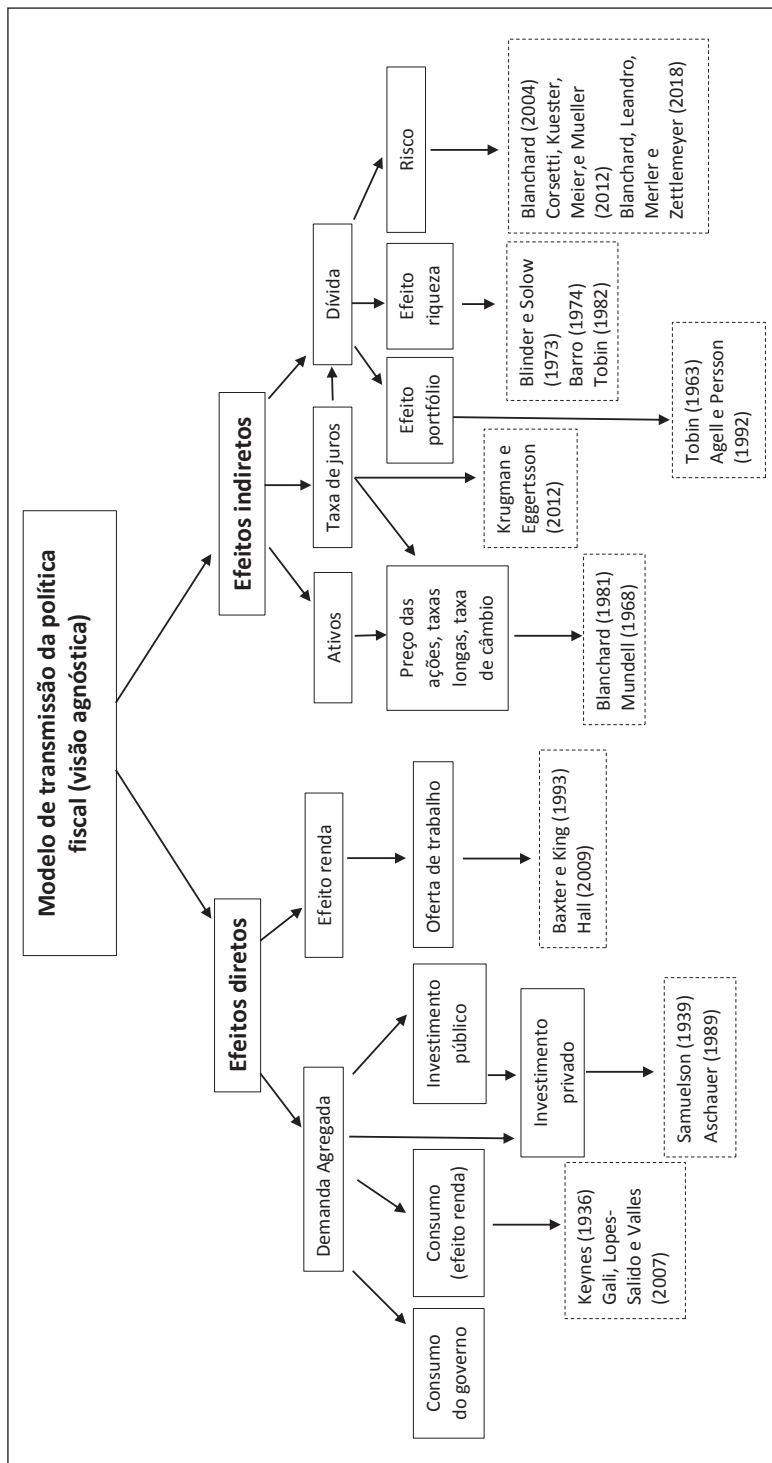 Modelo de transmissão da política
fiscal (visão agnóstica)
Efeitos diretos
Efeitos indiretos
Demanda Agregada
Efeito renda
Ativos
Taxa de juros
Dívida
Consumo
do governo
Consumo
(efeito renda)
Investimento
público
Oferta de trabalho
Preço das
ações, taxas
longas, taxa
de câmbio
Efeito
portfólio
Efeito
riqueza
Risco
Investimento
privado
Keynes (1936)
Gali, Lopes-
Salido e Valles
(2007)
Samuelson (1939)
Aschauer (1989)
Baxter e King (1993)
Hall (2009)
Blanchard (1981)
Mundell (1968)
Krugman e
Eggertsson
(2012)
Tobin (1963)
Agell e Persson
(1992)
Blinder e Solow
(1973)
Barro (1974)
Tobin (1982)
Blanchard (2004)
Corsetti, Kuester,
Meier,e Mueller
(2012)
Blanchard, Leandro,
Merler e
Zettlemeyer (2018)